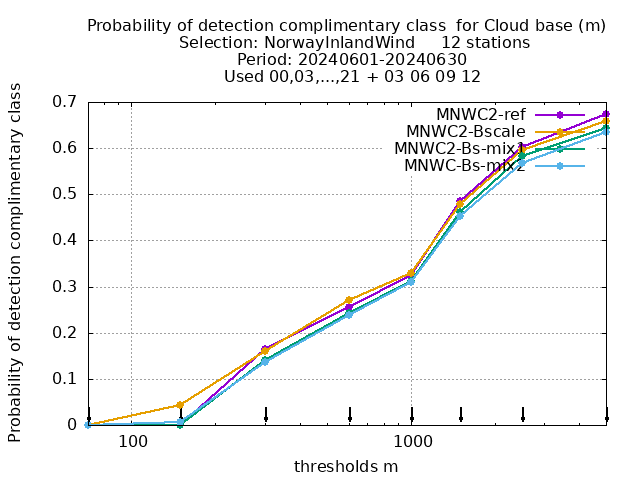 Probability of detection complimentary class  for Cloud base (m)
Selection: NorwayInlandWind     12 stations
Period: 20240601-20240630
Used 00,03,...,21 + 03 06 09 12
Probability of detection complimentary class
0.7
0.6
0.5
0.4
0.3
0.2
0.1
0
MNWC2-ref
MNWC2-Bscale
MNWC2-Bs-mix1
MNWC-Bs-mix2
100
1000
thresholds m